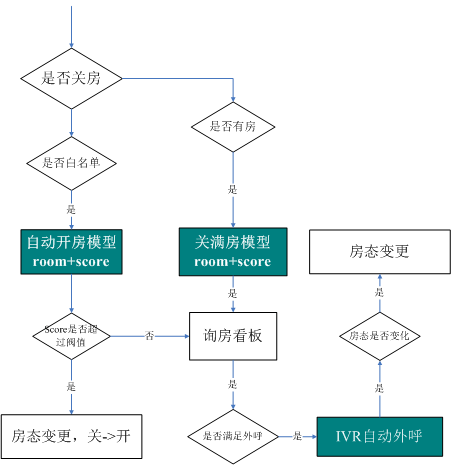 是否关房
是否有房
是否白名单
是
是
自动开房模型
room+score
关满房模型
room+score
房态变更
是
是
Score是否超
过阀值
否
询房看板
房态是否变化
是
是
是
房态变更，关->开
是否满足外呼
是
IVR自动外呼